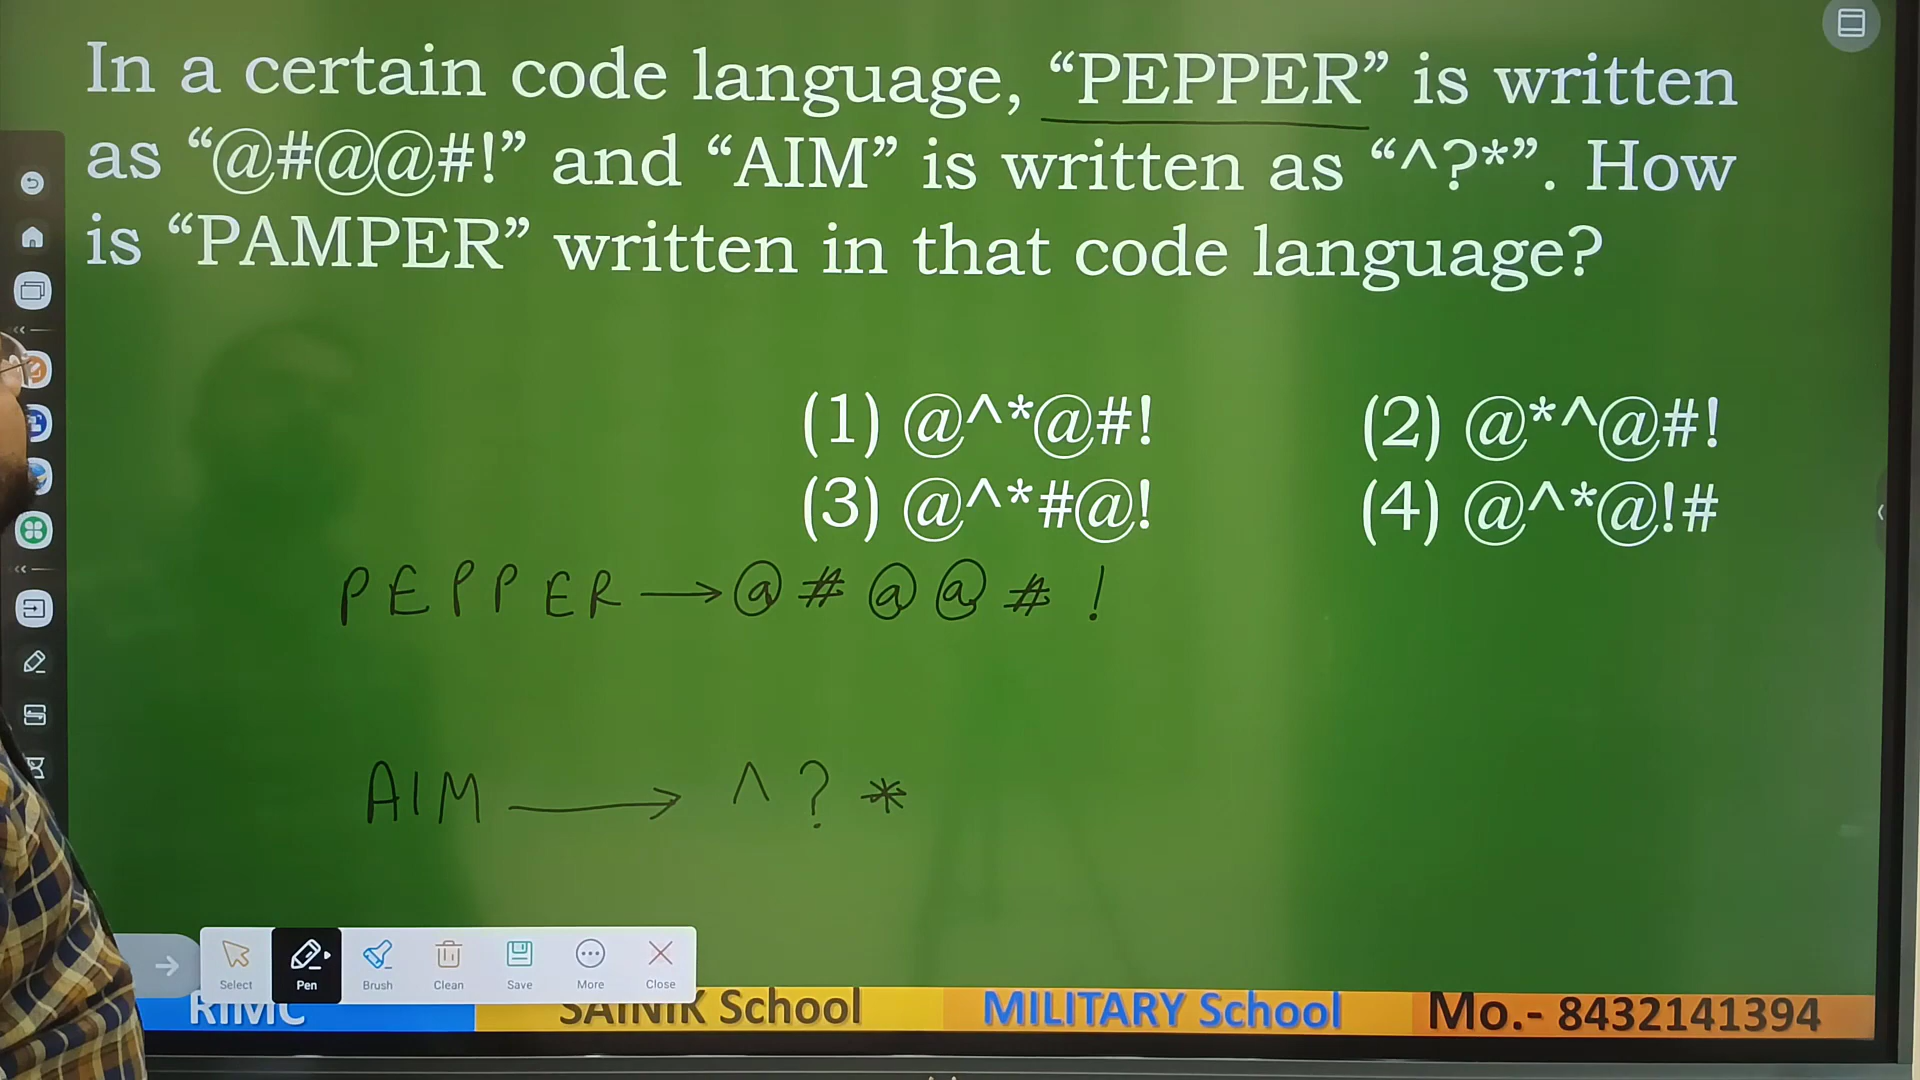 In a certain code language, “PEPPER” is written
as “@#@@#!” and “AIM” is written as “^?*”. How
is “PAMPER” written in that code language?
(1) @^*@#! (2) @*^@#!
(3) @^*#@! (4) @^*@!#
PEPPER → @ # @ @ # !
AIM → ^ ? *
Select Pen Brush Clean Save More Close
RIMC SAINIK School MILITARY School Mo.- 8432141394